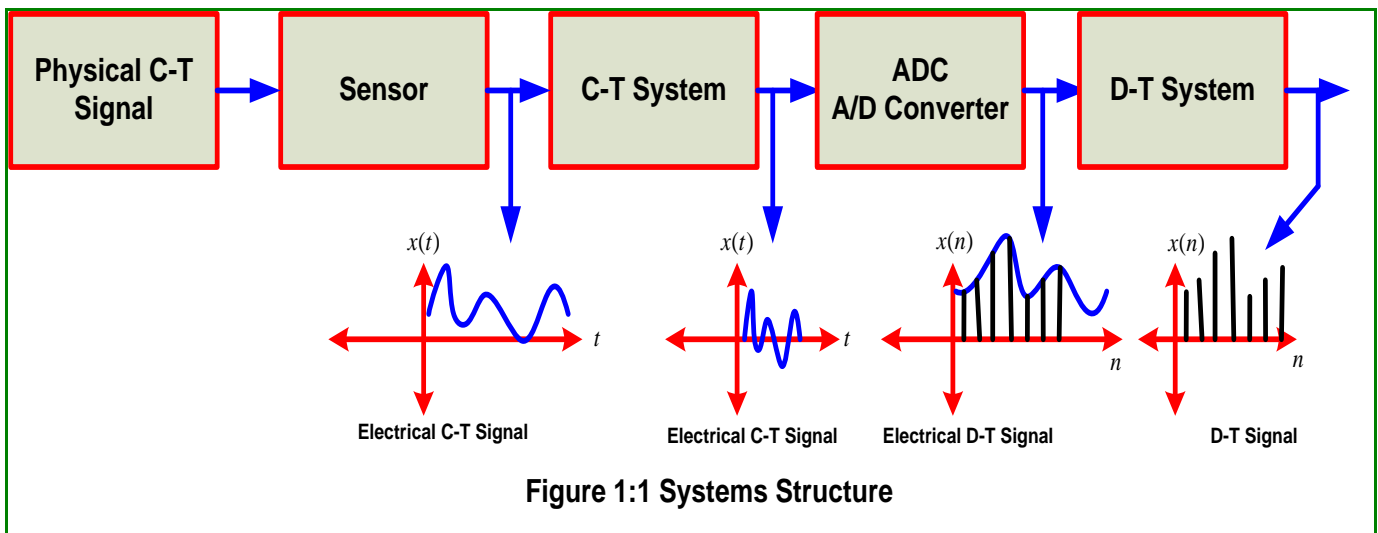 Physical C-T
Signal
Sensor
C-T System
ADC
A/D Converter
D-T System
x(t)
t
Electrical C-T Signal
x(t)
t
Electrical C-T Signal
x(n)
n
Electrical D-T Signal
x(n)
n
D-T Signal
Figure 1:1 Systems Structure